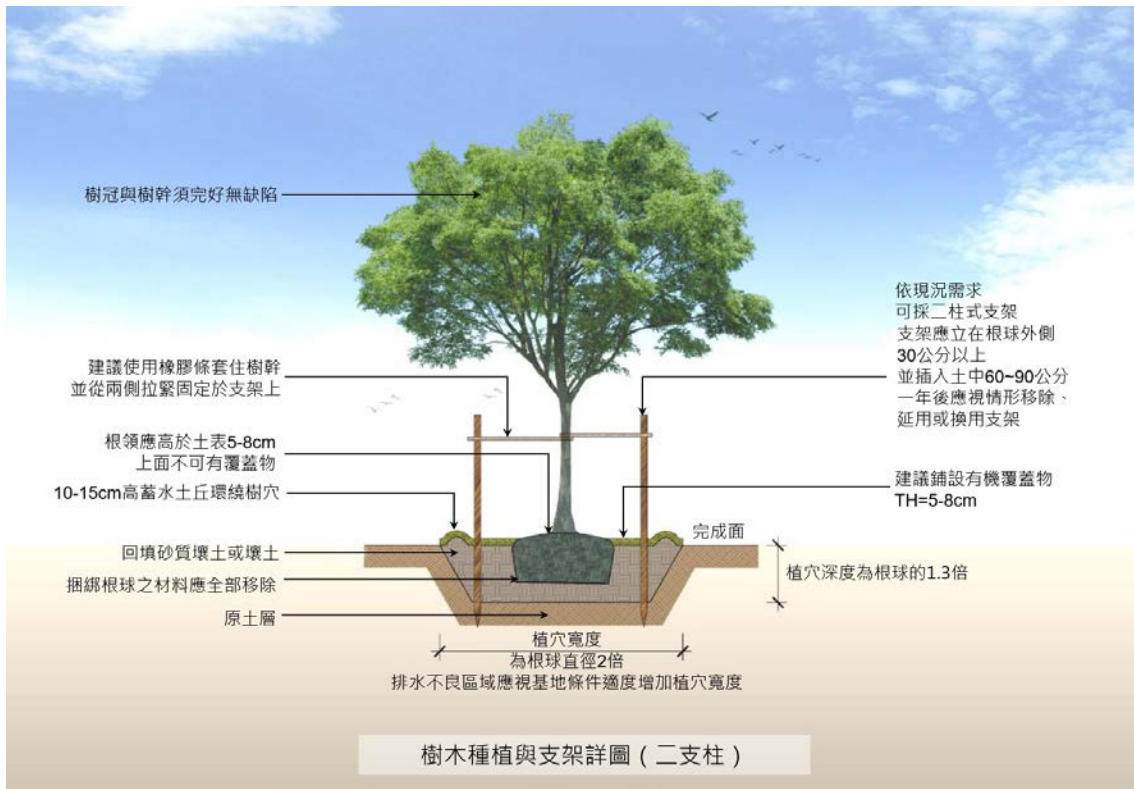 樹冠與樹幹須完好無缺陷
依現況需求
可採二柱式支架
支架應立在根球外側
30公分以上
並插入土中60~90公分
一年後應視情形移除、
延用或換用支架
建議使用橡膠條套住樹幹
並從兩側拉緊固定於支架上
根領應高於土表5-8cm
上面不可有覆蓋物
10-15cm高蓄水土丘環繞樹穴
建議鋪設有機覆蓋物
TH=5-8cm
完成面
回填砂質壤土或壤土
植穴深度為根球的1.3倍
捆綁根球之材料應全部移除
原土層
植穴寬度
為根球直徑2倍
排水不良區域應視基地條件適度增加植穴寬度
樹木種植與支架詳圖（二支柱）